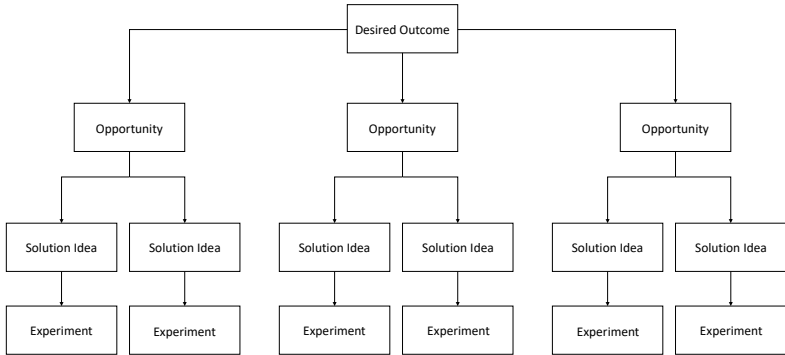 Desired Outcome
Opportunity
Opportunity
Opportunity
Solution Idea
Solution Idea
Solution Idea
Solution Idea
Solution Idea
Solution Idea
Experiment
Experiment
Experiment
Experiment
Experiment
Experiment